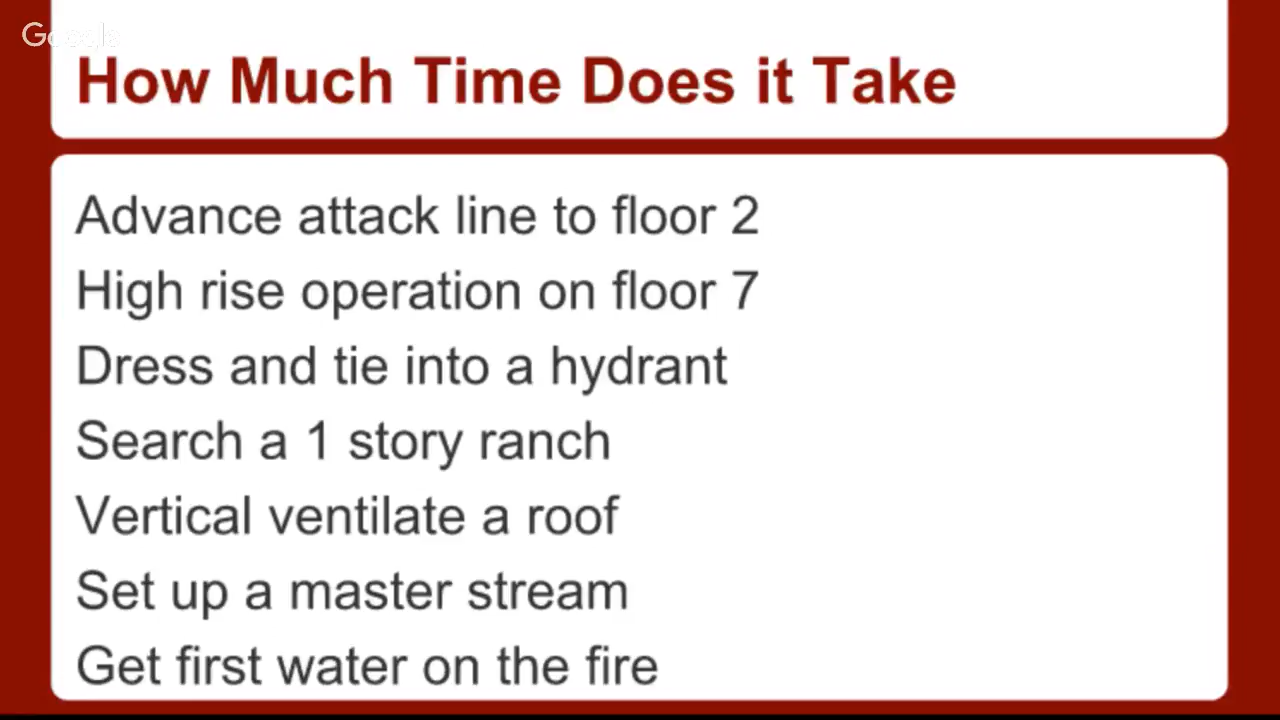 Google
How Much Time Does it Take
Advance attack line to floor 2
High rise operation on floor 7
Dress and tie into a hydrant
Search a 1 story ranch
Vertical ventilate a roof
Set up a master stream
Get first water on the fire